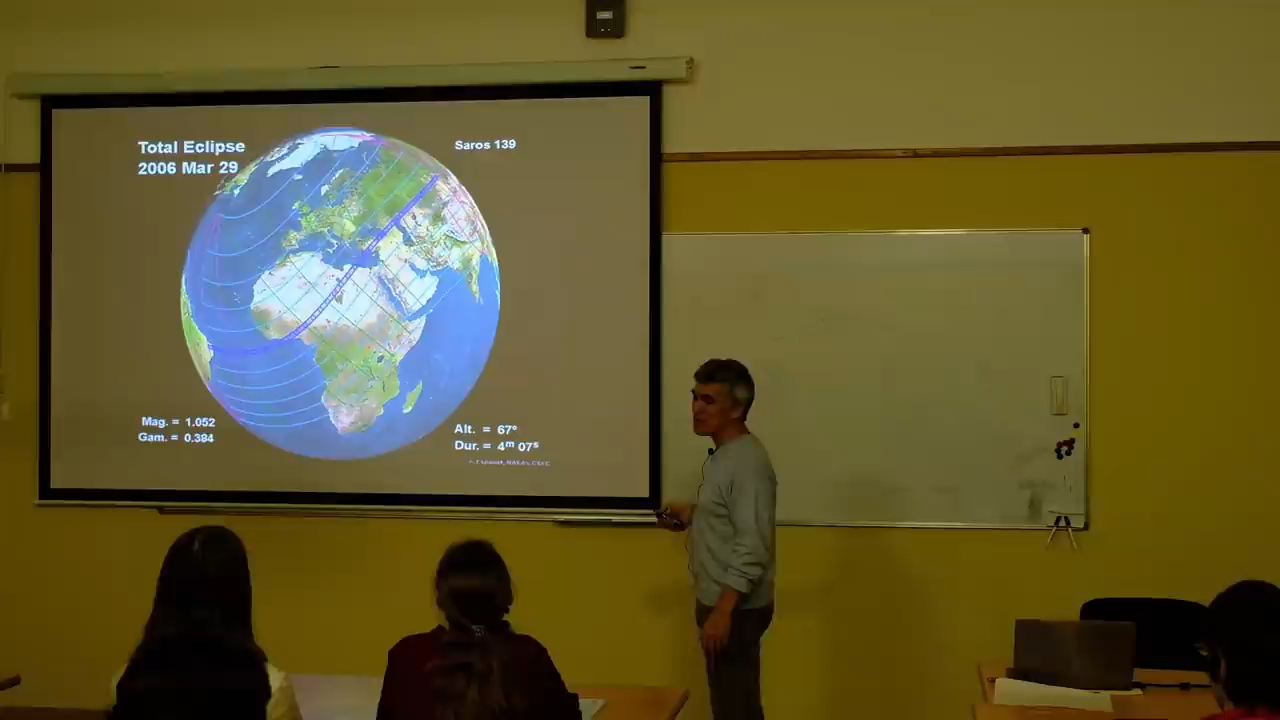 Total Eclipse
2006 Mar 29
Saros 139
Mag. = 1.052
Gam. = 0.384
Alt. = 67°
Dur. = 4m 07s